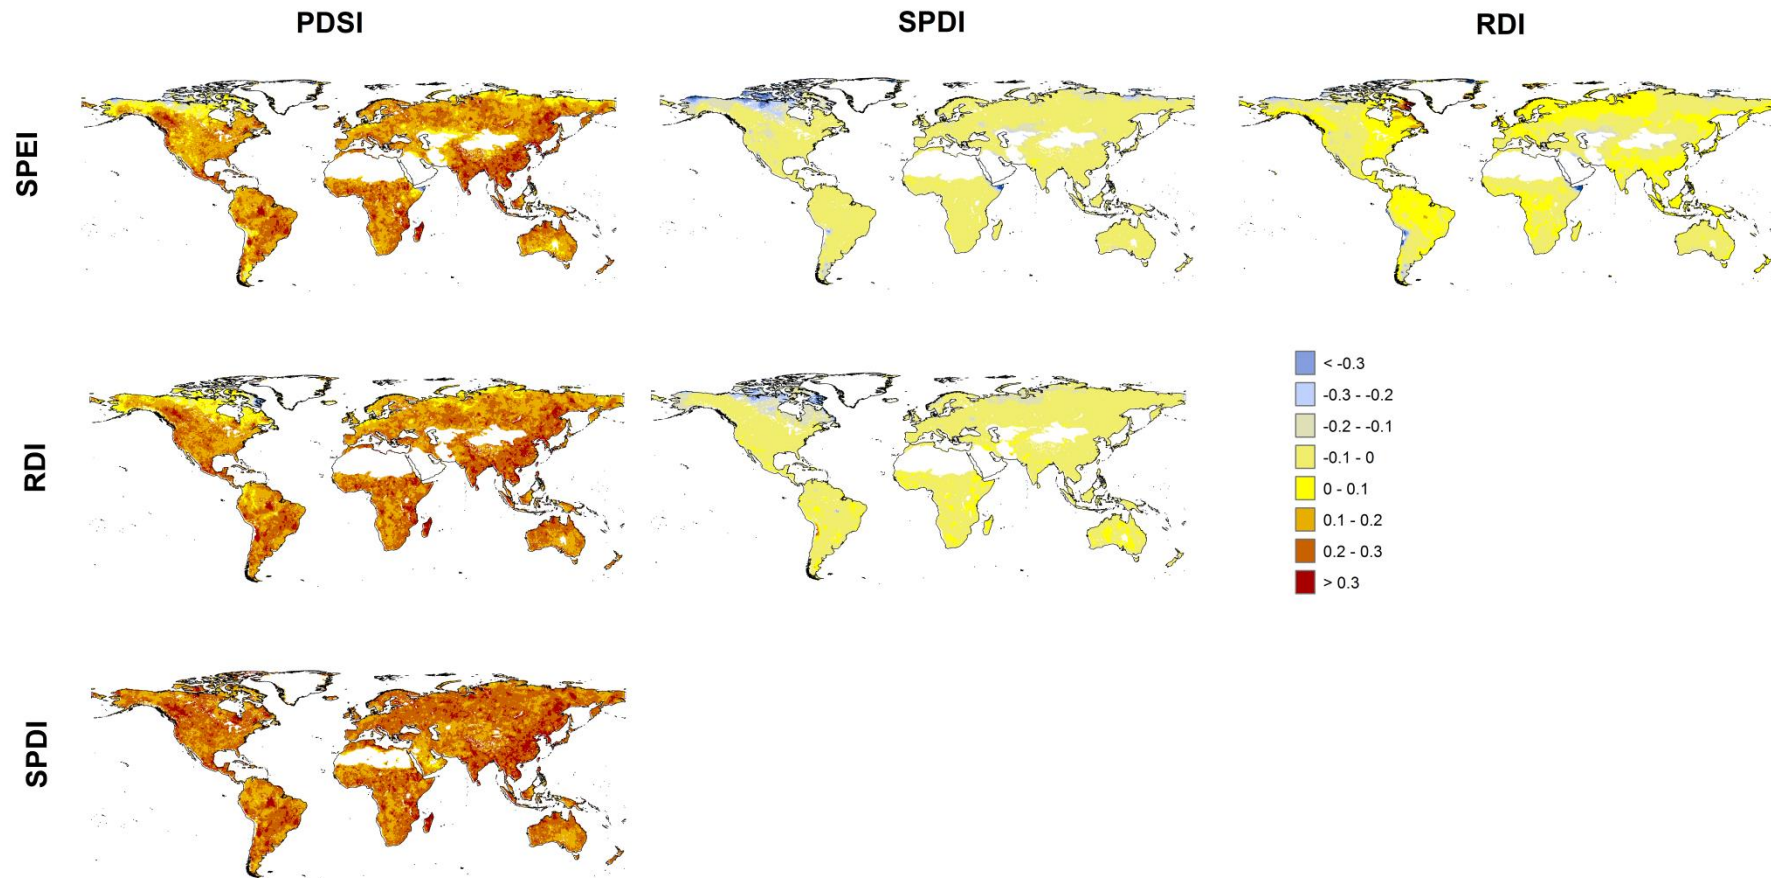 PDSI
SPDI
RDI
SPEI
RDI
< -0.3
-0.3 - -0.2
-0.2 - -0.1
-0.1 - 0
0 - 0.1
0.1 - 0.2
0.2 - 0.3
> 0.3
SPDI